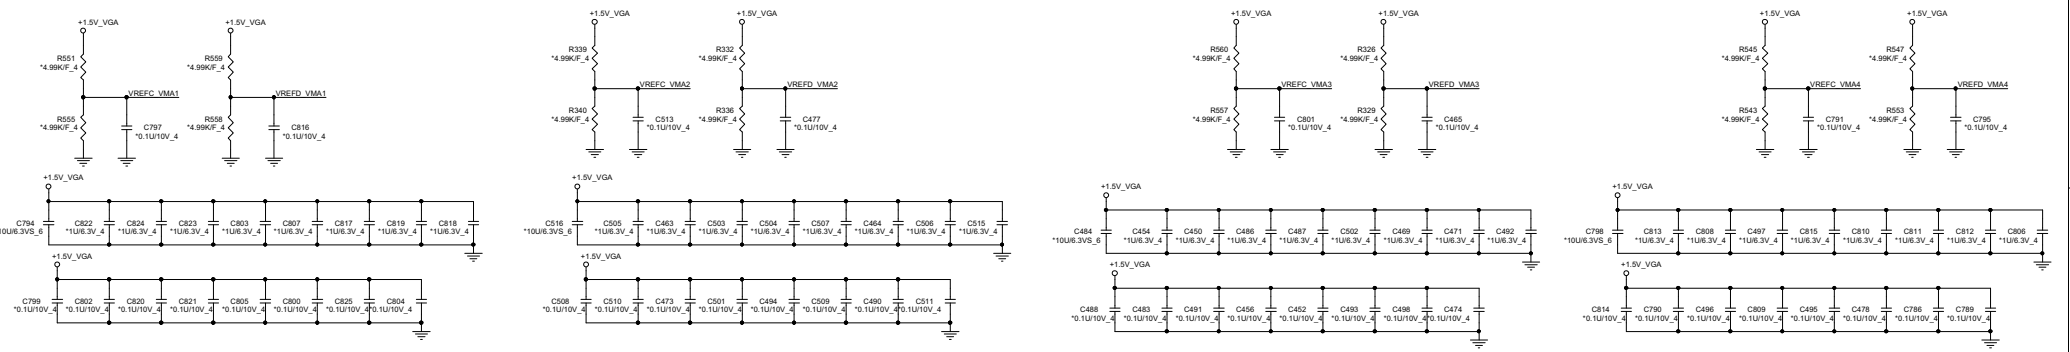 +1.5V_VGA
R551
*4.99K/F_4
VREFC_VMA1
R555
*4.99K/F_4
C797
*0.1U/10V_4
+1.5V_VGA
R559
*4.99K/F_4
VREFD_VMA1
R558
*4.99K/F_4
C816
*0.1U/10V_4
+1.5V_VGA
R339
*4.99K/F_4
VREFC_VMA2
R340
*4.99K/F_4
C513
*0.1U/10V_4
+1.5V_VGA
R332
*4.99K/F_4
VREFD_VMA2
R336
*4.99K/F_4
C477
*0.1U/10V_4
+1.5V_VGA
R560
*4.99K/F_4
VREFC_VMA3
R557
*4.99K/F_4
C801
*0.1U/10V_4
+1.5V_VGA
R326
*4.99K/F_4
VREFD_VMA3
R329
*4.99K/F_4
C465
*0.1U/10V_4
+1.5V_VGA
R545
*4.99K/F_4
VREFC_VMA4
R543
*4.99K/F_4
C791
*0.1U/10V_4
+1.5V_VGA
R547
*4.99K/F_4
VREFD_VMA4
R553
*4.99K/F_4
C795
*0.1U/10V_4
+1.5V_VGA
C794 C822 C824 C823 C803 C807 C817 C819 C818
10U/6.3VS_6 *1U/6.3V_4 *1U/6.3V_4 *1U/6.3V_4 *1U/6.3V_4 *1U/6.3V_4 *1U/6.3V_4 *1U/6.3V_4 *1U/6.3V_4
+1.5V_VGA
C799 C802 C820 C821 C805 C800 C825 C804
*0.1U/10V_4 *0.1U/10V_4 *0.1U/10V_4 *0.1U/10V_4 *0.1U/10V_4 *0.1U/10V_4 *0.1U/10V_4 *0.1U/10V_4
+1.5V_VGA
C516 C505 C463 C503 C504 C507 C464 C506 C515
*10U/6.3VS_6 *1U/6.3V_4 *1U/6.3V_4 *1U/6.3V_4 *1U/6.3V_4 *1U/6.3V_4 *1U/6.3V_4 *1U/6.3V_4 *1U/6.3V_4
+1.5V_VGA
C508 C510 C473 C501 C494 C509 C490 C511
*0.1U/10V_4 *0.1U/10V_4 *0.1U/10V_4 *0.1U/10V_4 *0.1U/10V_4 *0.1U/10V_4 *0.1U/10V_4 *0.1U/10V_4
+1.5V_VGA
C484 C454 C450 C486 C487 C502 C469 C471 C492
*10U/6.3VS_6 *1U/6.3V_4 *1U/6.3V_4 *1U/6.3V_4 *1U/6.3V_4 *1U/6.3V_4 *1U/6.3V_4 *1U/6.3V_4 *1U/6.3V_4
+1.5V_VGA
C488 C483 C491 C456 C452 C493 C498 C474
*0.1U/10V_4 *0.1U/10V_4 *0.1U/10V_4 *0.1U/10V_4 *0.1U/10V_4 *0.1U/10V_4 *0.1U/10V_4 *0.1U/10V_4
+1.5V_VGA
C798 C813 C808 C497 C815 C810 C811 C812 C806
*10U/6.3VS_6 *1U/6.3V_4 *1U/6.3V_4 *1U/6.3V_4 *1U/6.3V_4 *1U/6.3V_4 *1U/6.3V_4 *1U/6.3V_4 *1U/6.3V_4
+1.5V_VGA
C814 C790 C496 C809 C495 C478 C786 C789
*0.1U/10V_4 *0.1U/10V_4 *0.1U/10V_4 *0.1U/10V_4 *0.1U/10V_4 *0.1U/10V_4 *0.1U/10V_4 *0.1U/10V_4